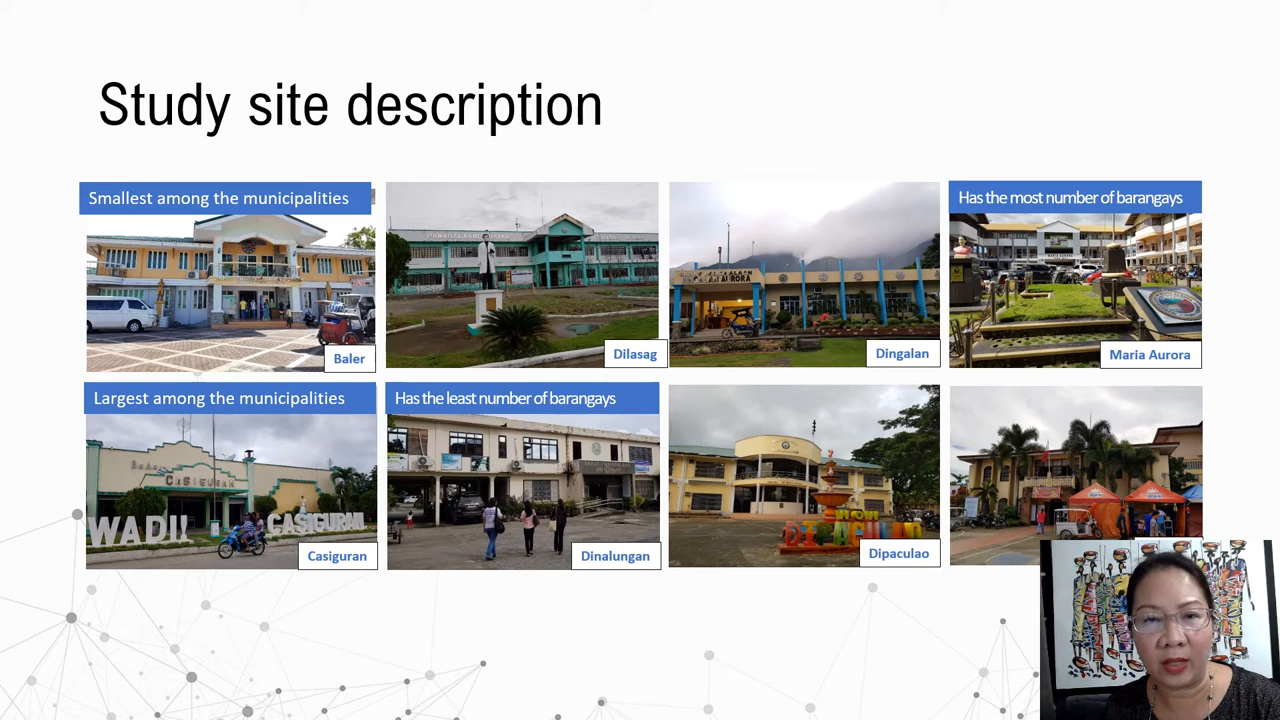 Study site description
Smallest among the municipalities
Has the most number of barangays
Baler
Dilasag
Dingalan
Maria Aurora
Largest among the municipalities
Has the least number of barangays
CASIGURAN
WADI!
CASIGURAN
Casiguran
Dinalungan
Dipaculao